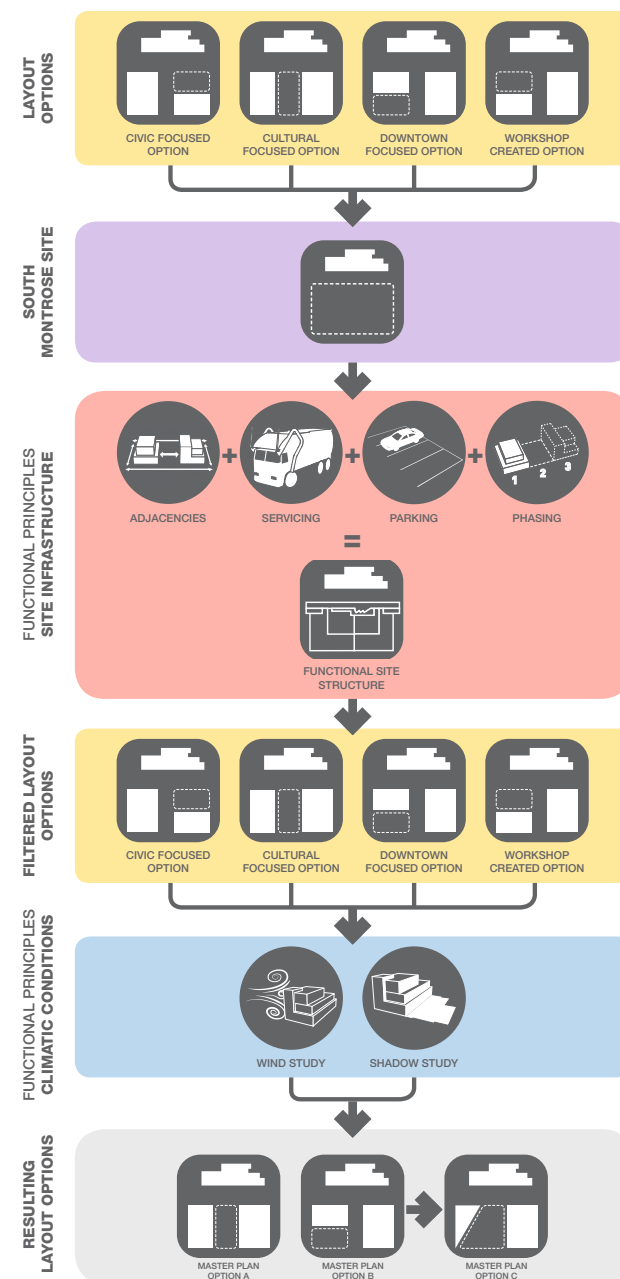 LAYOUT
OPTIONS
CIVIC FOCUSED
OPTION
CULTURAL
FOCUSED OPTION
DOWNTOWN
FOCUSED OPTION
WORKSHOP
CREATED OPTION
SOUTH
MONTROSE SITE
FUNCTIONAL PRINCIPLES
SITE INFRASTRUCTURE
+
+
+
1
2
3
ADJACENCIES
SERVICING
PARKING
PHASING
=
FUNCTIONAL SITE
STRUCTURE
FILTERED LAYOUT
OPTIONS
CIVIC FOCUSED
OPTION
CULTURAL
FOCUSED OPTION
DOWNTOWN
FOCUSED OPTION
WORKSHOP
CREATED OPTION
FUNCTIONAL PRINCIPLES
CLIMATIC CONDITIONS
WIND STUDY
SHADOW STUDY
RESULTING
LAYOUT OPTIONS
MASTER PLAN
OPTION A
MASTER PLAN
OPTION B
MASTER PLAN
OPTION C